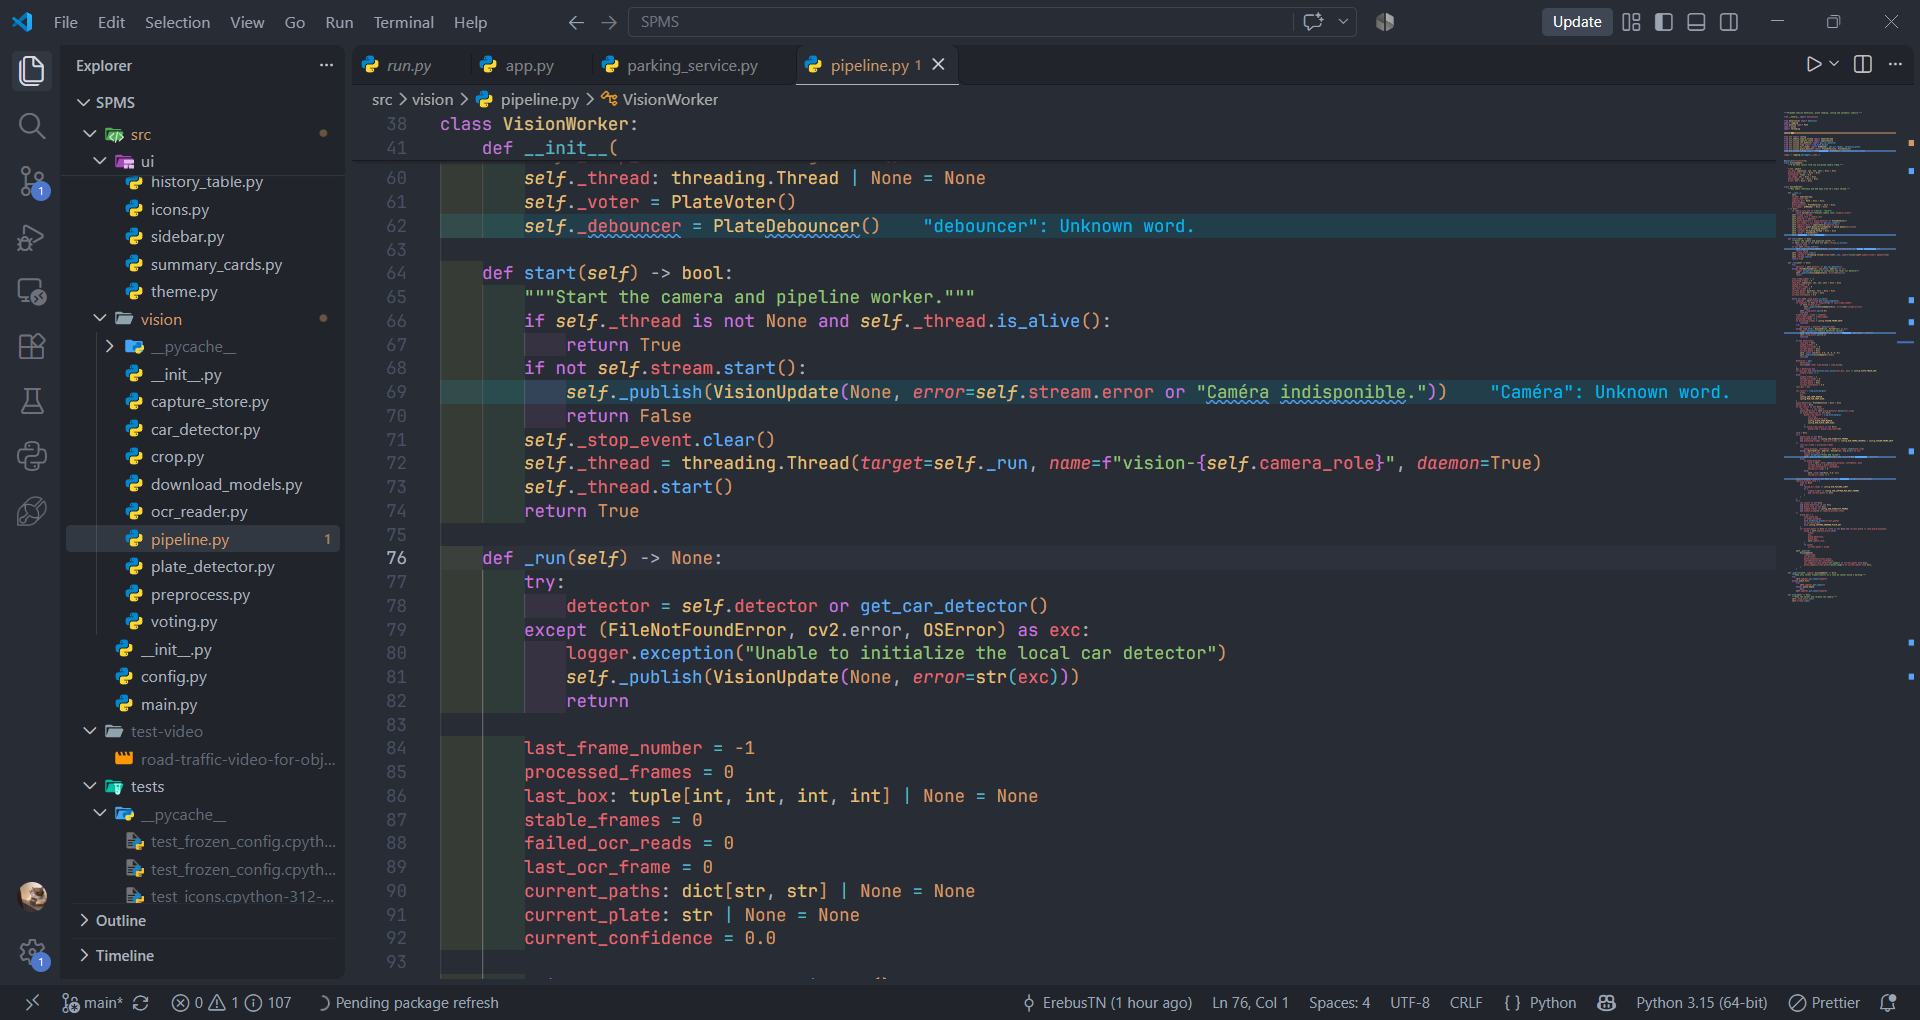 File Edit Selection View Go Run Terminal Help
SPMS
Update
Explorer
SPMS
src
ui
history_table.py
icons.py
sidebar.py
summary_cards.py
theme.py
vision
__pycache__
__init__.py
capture_store.py
car_detector.py
crop.py
download_models.py
ocr_reader.py
pipeline.py 1
plate_detector.py
preprocess.py
voting.py
__init__.py
config.py
main.py
test-video
road-traffic-video-for-obj...
tests
__pycache__
test_frozen_config.cpyth...
test_frozen_config.cpyth...
test_icons.cpython-312-...
Outline
Timeline
1
1
run.py app.py parking_service.py pipeline.py 1
src > vision > pipeline.py > VisionWorker
38 class VisionWorker:
41 def __init__(
60 self._thread: threading.Thread | None = None
61 self._voter = PlateVoter()
62 self._debouncer = PlateDebouncer() "debouncer": Unknown word.
63
64 def start(self) -> bool:
65 """Start the camera and pipeline worker."""
66 if self._thread is not None and self._thread.is_alive():
67 return True
68 if not self.stream.start():
69 self._publish(VisionUpdate(None, error=self.stream.error or "Caméra indisponible.")) "Caméra": Unknown word.
70 return False
71 self._stop_event.clear()
72 self._thread = threading.Thread(target=self._run, name=f"vision-{self.camera_role}", daemon=True)
73 self._thread.start()
74 return True
75
76 def _run(self) -> None:
77 try:
78 detector = self.detector or get_car_detector()
79 except (FileNotFoundError, cv2.error, OSError) as exc:
80 logger.exception("Unable to initialize the local car detector")
81 self._publish(VisionUpdate(None, error=str(exc)))
82 return
83
84 last_frame_number = -1
85 processed_frames = 0
86 last_box: tuple[int, int, int, int] | None = None
87 stable_frames = 0
88 failed_ocr_reads = 0
89 last_ocr_frame = 0
90 current_paths: dict[str, str] | None = None
91 current_plate: str | None = None
92 current_confidence = 0.0
93
main* 0 1 107 Pending package refresh ErebusTN (1 hour ago) Ln 76, Col 1 Spaces: 4 UTF-8 CRLF { } Python Python 3.15 (64-bit) Prettier